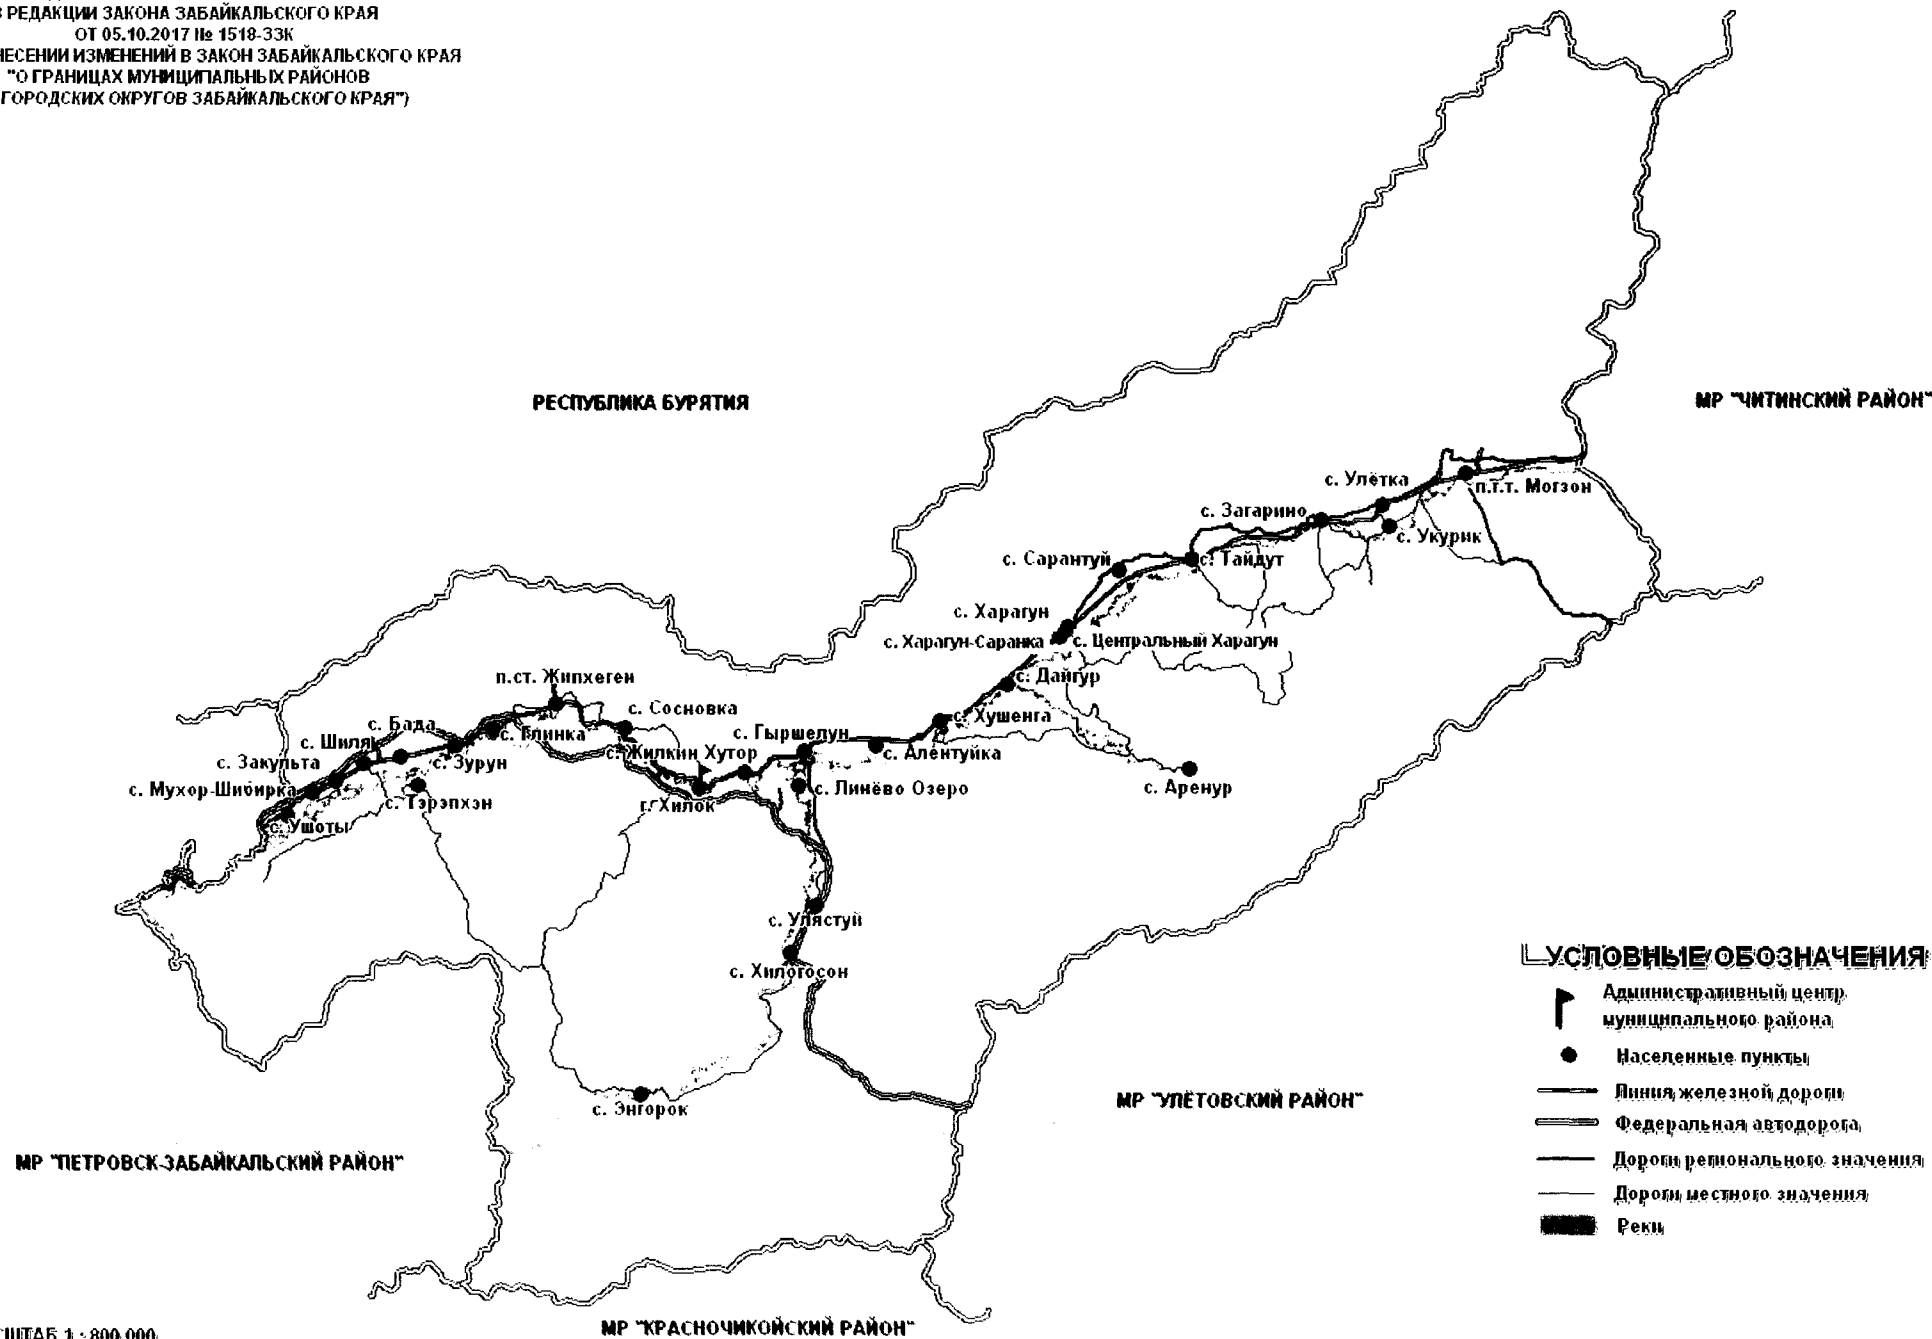 В РЕДАКЦИИ ЗАКОНА ЗАБАЙКАЛЬСКОГО КРАЯ
ОТ 05.10.2017 № 1518-ЗЗК
НЕСЕНИИ ИЗМЕНЕНИЙ В ЗАКОН ЗАБАЙКАЛЬСКОГО КРАЯ
"О ГРАНИЦАХ МУНИЦИПАЛЬНЫХ РАЙОНОВ
ГОРОДСКИХ ОКРУГОВ ЗАБАЙКАЛЬСКОГО КРАЯ")
РЕСПУБЛИКА БУРЯТИЯ
МР "ЧИТИНСКИЙ РАЙОН"
с. Улётка
п.г.т. Могзон
с. Загарино
с. Укурик
с. Сарантуй
с. Тайдут
с. Харагун
с. Харагун-Саранка
с. Центральный Харагун
с. Дайгур
п.ст. Жипхеген
с. Сосновка
с. Хушенга
с. Бада
с. Глинка
с. Гыршелун
с. Шиля
с. Жилкин Хутор
с. Алентуйка
с. Закульта
с. Зурун
с. Мухор-Шибирка
с. Тэрэпхэн
г. Хилок
с. Линёво Озеро
с. Аренур
с. Ушоты
с. Улястуй
с. Хилогосон
УСЛОВНЫЕ ОБОЗНАЧЕНИЯ
Административный центр
муниципального района
Населенные пункты
Линия железной дороги
Федеральная автодорога
Дороги регионального значения
Дороги местного значения
Реки
с. Энгорок
МР "УЛЁТОВСКИЙ РАЙОН"
МР "ПЕТРОВСК-ЗАБАЙКАЛЬСКИЙ РАЙОН"
МР "КРАСНОЧИКОЙСКИЙ РАЙОН"
СШТАБ 1 : 800 000